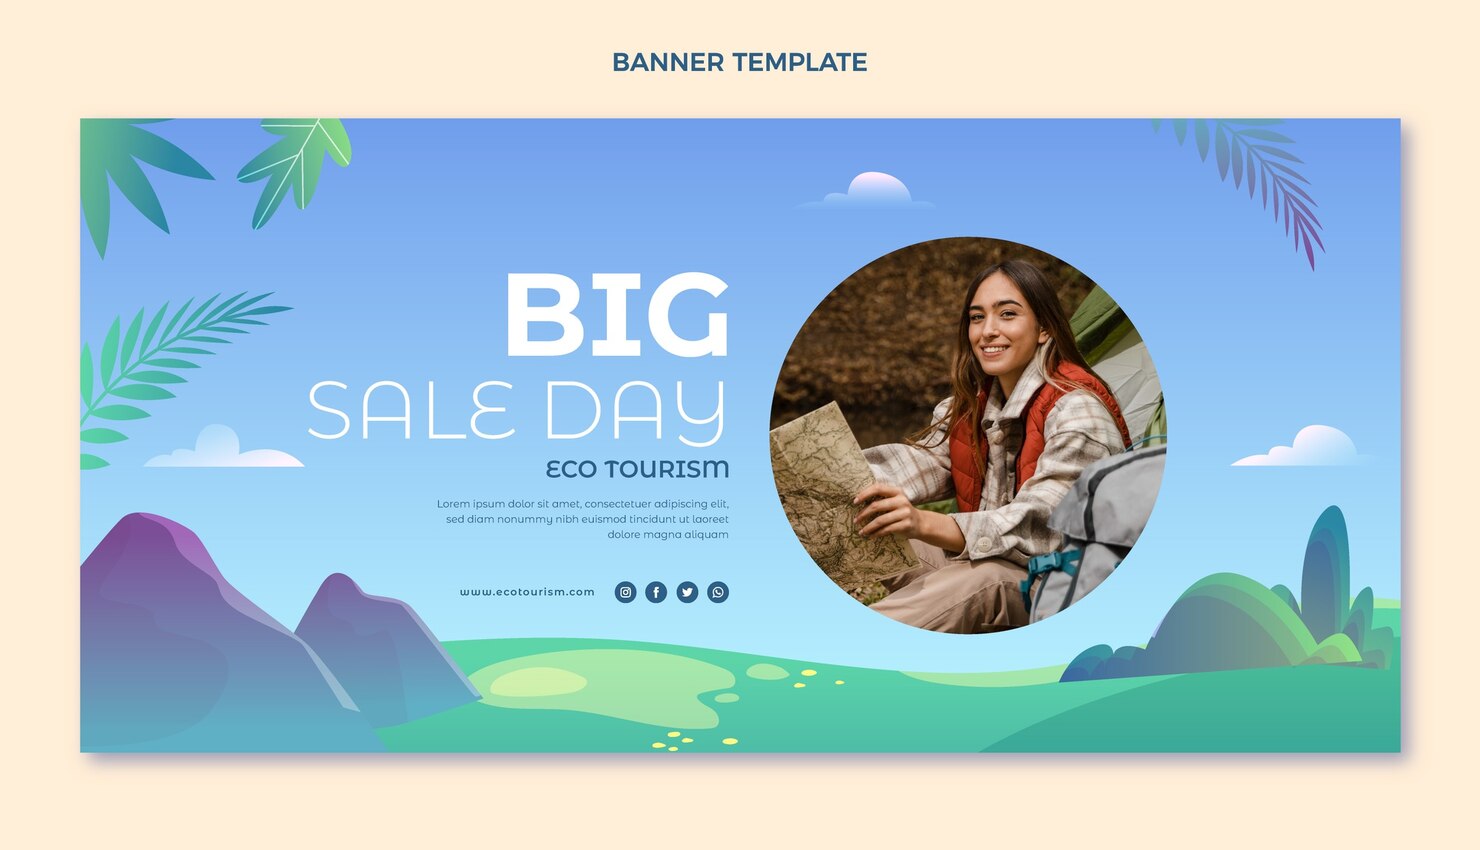 BANNER TEMPLATE
BIG
SALE DAY
ECO TOURISM
Lorem ipsum dolor sit amet, consectetuer adipiscing elit,
sed diam nonummy nibh euismod tincidunt ut laoreet
dolore magna aliquam
www.ecotourism.com